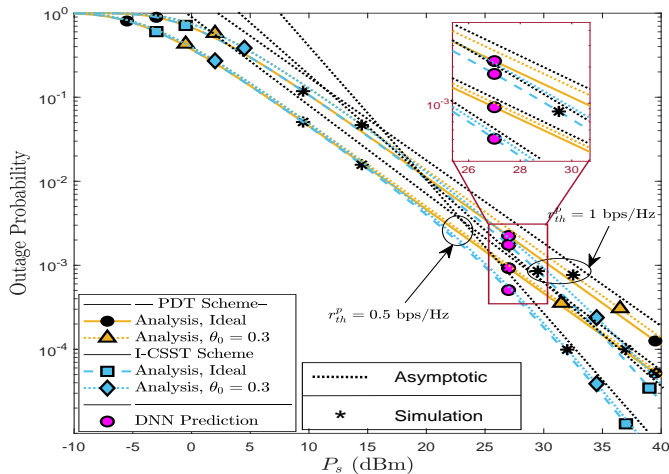 10^0
10^-1
10^-2
10^-3
10^-4
Outage Probability
-10
-5
0
5
10
15
20
25
30
35
40
P_s (dBm)
10^-3
26
28
30
r_th^p = 1 bps/Hz
r_th^p = 0.5 bps/Hz
PDT Scheme
Analysis, Ideal
Analysis, θ_0 = 0.3
I-CSST Scheme
Analysis, Ideal
Analysis, θ_0 = 0.3
DNN Prediction
Asymptotic
Simulation